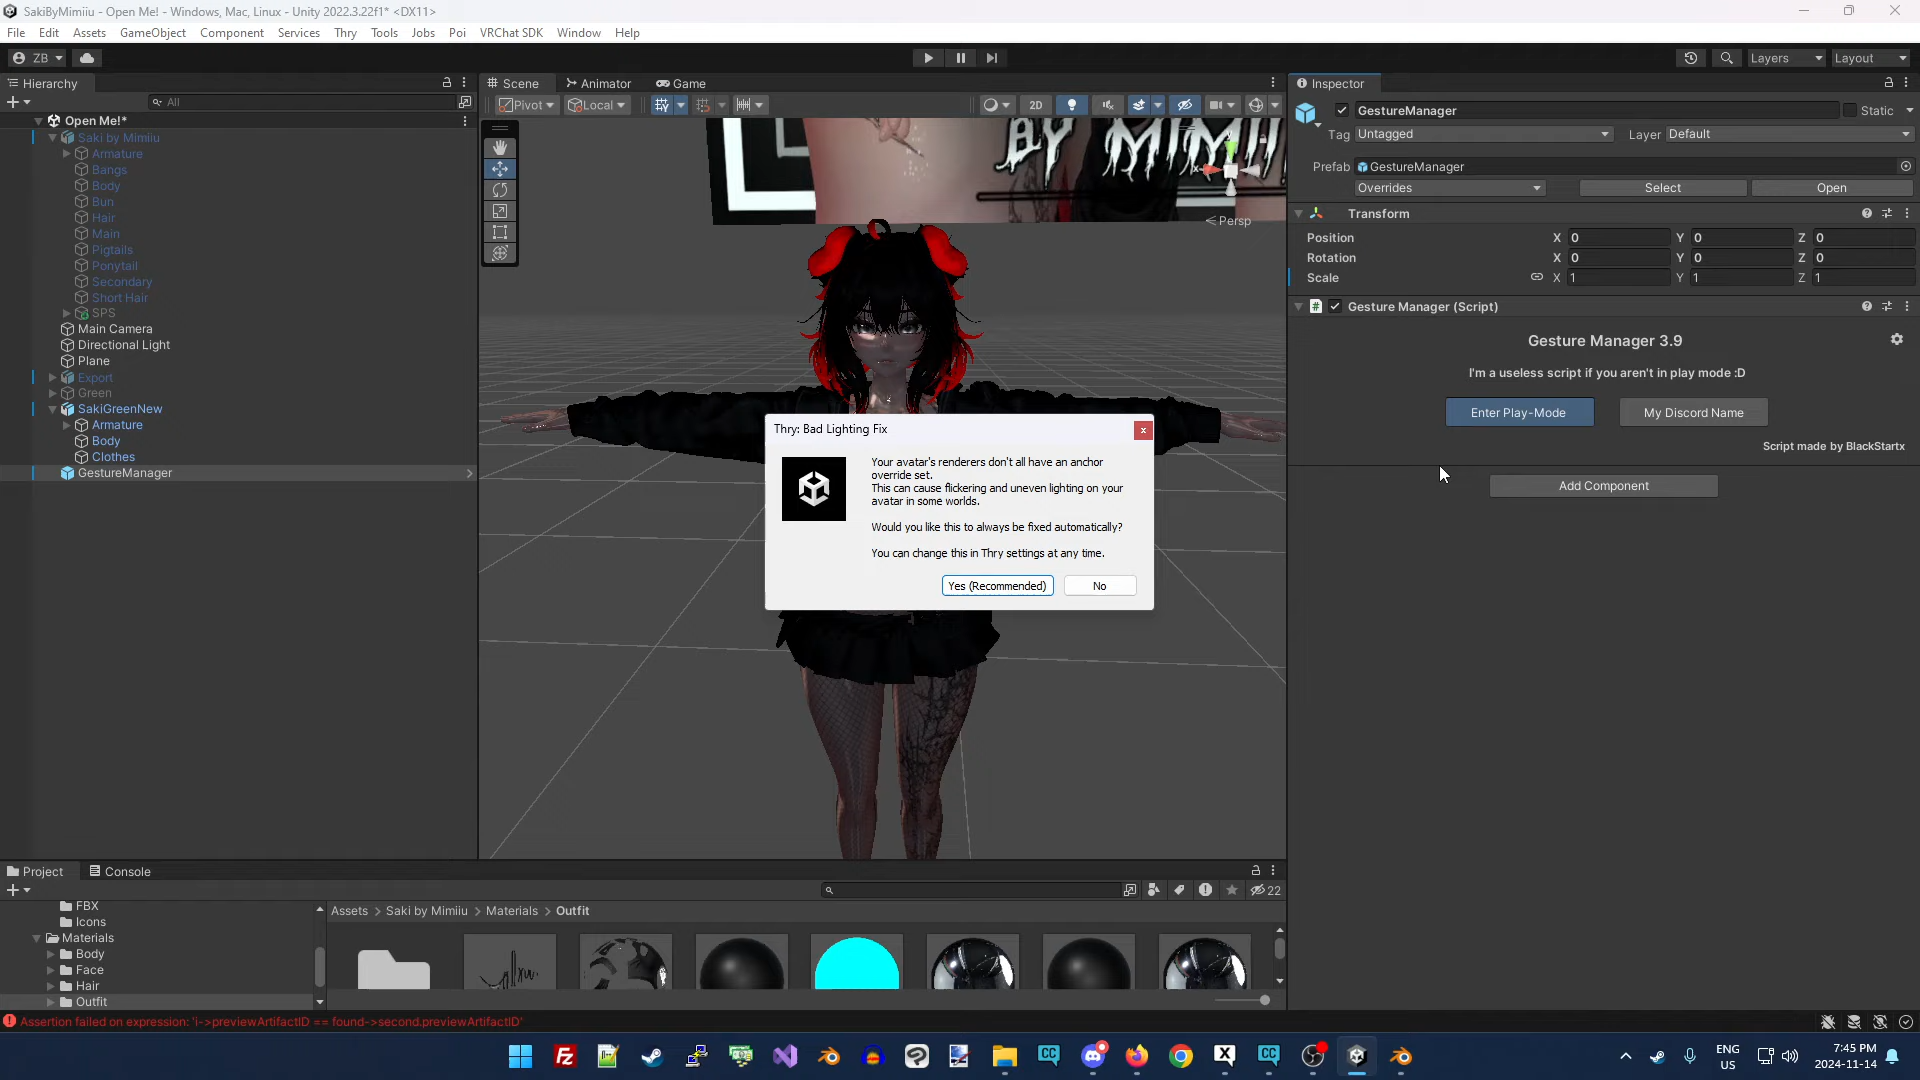 SakiByMimiiu - Open Me! - Windows, Mac, Linux - Unity 2022.3.22f1* <DX11>
File Edit Assets GameObject Component Services Thry Tools Jobs Poi VRChat SDK Window Help
ZB
Layers
Layout
Hierarchy
Scene
Animator
Game
Inspector
All
Pivot
Local
2D
Open Me!*
Saki by Mimiiu
Armature
Bangs
Body
Bun
Hair
Main
Pigtails
Ponytail
Secondary
Short Hair
SPS
Main Camera
Directional Light
Plane
Export
Green
SakiGreenNew
Armature
Body
Clothes
GestureManager
BY MIMII
Persp
GestureManager
Static
Tag Untagged
Layer Default
Prefab GestureManager
Overrides
Select
Open
Transform
Position X 0 Y 0 Z 0
Rotation X 0 Y 0 Z 0
Scale X 1 Y 1 Z 1
Gesture Manager (Script)
Gesture Manager 3.9
I'm a useless script if you aren't in play mode :D
Enter Play-Mode
My Discord Name
Script made by BlackStartx
Add Component
Thry: Bad Lighting Fix
Your avatar's renderers don't all have an anchor
override set.
This can cause flickering and uneven lighting on your
avatar in some worlds.
Would you like this to always be fixed automatically?
You can change this in Thry settings at any time.
Yes (Recommended)
No
Project
Console
22
FBX
Icons
Materials
Body
Face
Hair
Outfit
Assets > Saki by Mimiiu > Materials > Outfit
Assertion failed on expression: 'i->previewArtifactID == found->second.previewArtifactID'
ENG
US
7:45 PM
2024-11-14